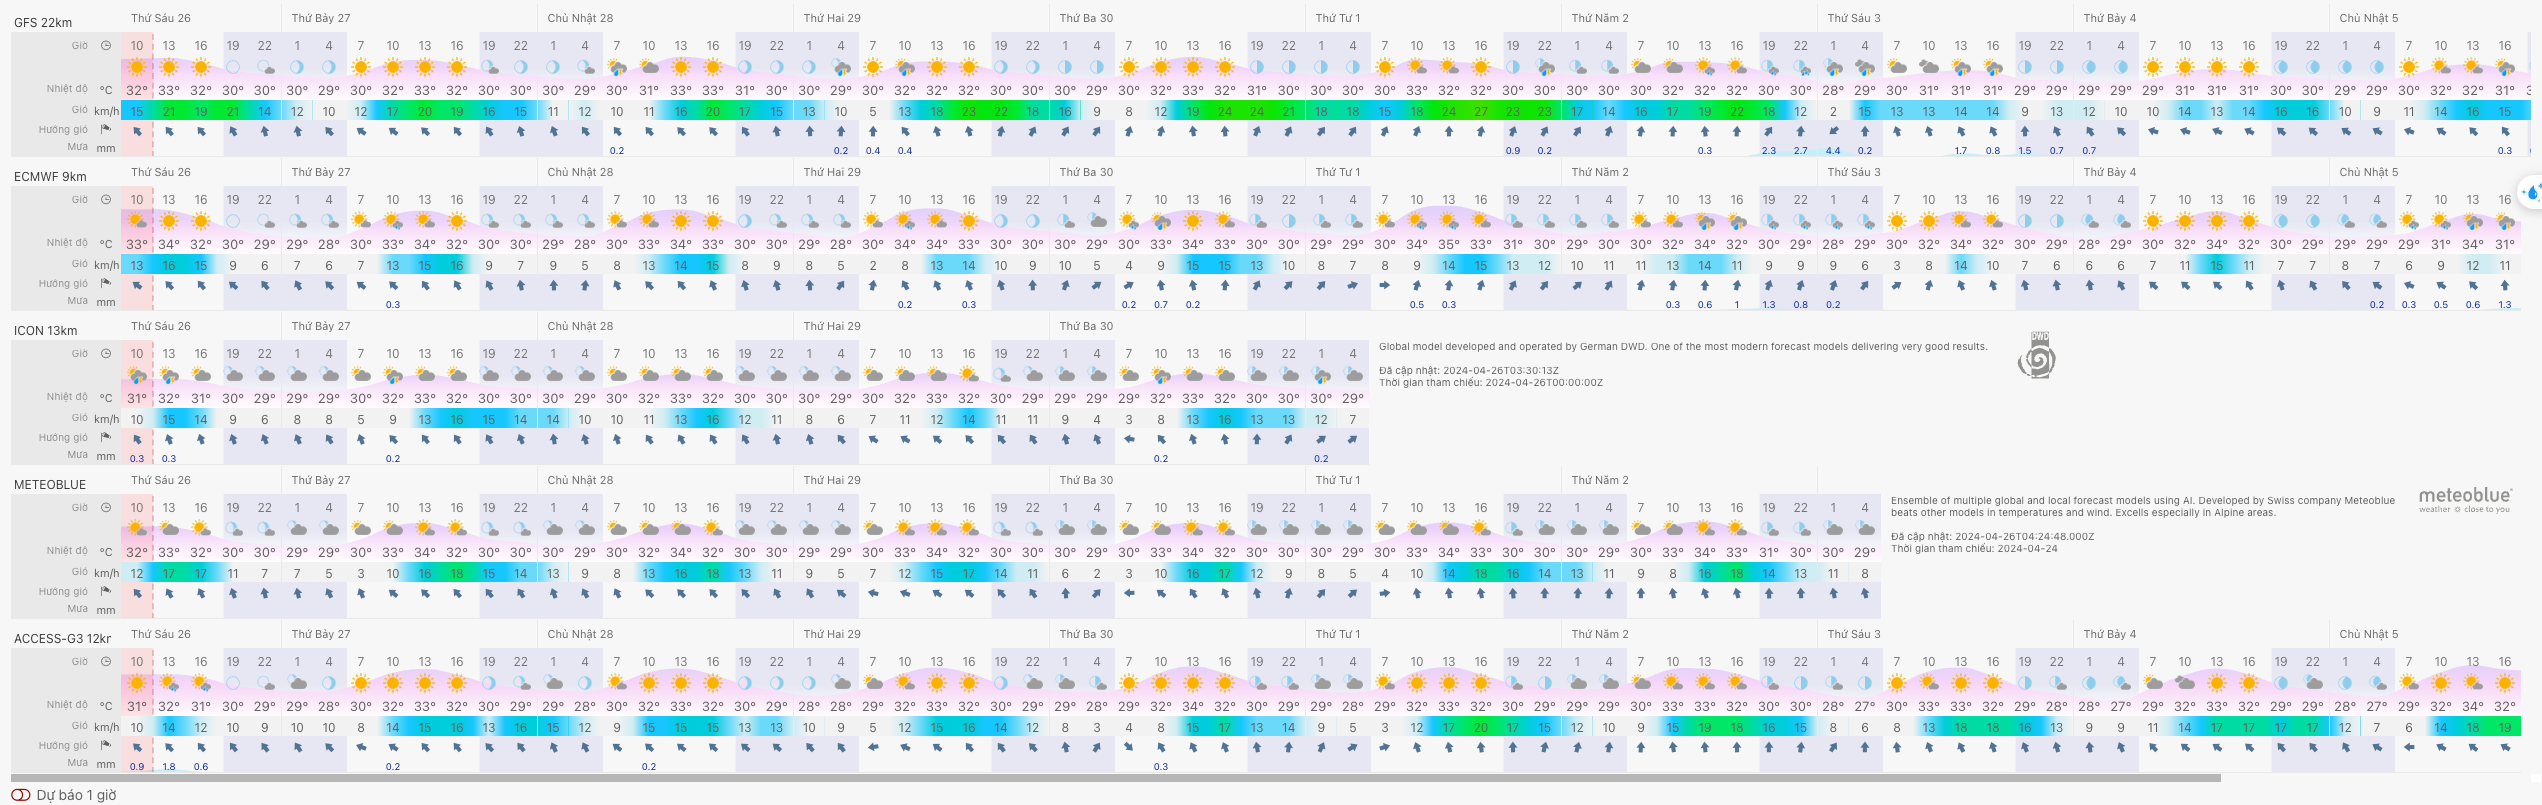 GFS 22km
Thứ Sáu 26 Thứ Bảy 27 Chủ Nhật 28 Thứ Hai 29 Thứ Ba 30 Thứ Tư 1 Thứ Năm 2 Thứ Sáu 3 Thứ Bảy 4 Chủ Nhật 5
Giờ 10 13 16 19 22 1 4 7 10 13 16 19 22 1 4 7 10 13 16 19 22 1 4 7 10 13 16 19 22 1 4 7 10 13 16 19 22 1 4 7 10 13 16 19 22 1 4 7 10 13 16 19 22 1 4 7 10 13 16 19 22 1 4 7 10 13 16 19 22 1 4 7 10 13 16
Nhiệt độ °C 32° 33° 32° 31° 30° 30° 29° 30° 32° 33° 32° 30° 30° 30° 29° 30° 31° 33° 32° 30° 30° 30° 29° 30° 30° 32° 32° 30° 30° 30° 29° 30° 32° 33° 32° 31° 30° 30° 30° 30° 32° 32° 32° 30° 30° 30° 29° 30° 32° 32° 32° 30° 30° 28° 29° 30° 30° 31° 31° 30° 29° 29° 29° 30° 31° 31° 31° 30° 30° 29° 29° 30° 32° 32° 31°
Gió km/h 15 21 19 21 14 12 10 12 17 20 19 16 15 11 12 10 11 16 20 17 15 13 10 5 13 18 23 22 18 16 9 8 12 19 24 24 21 18 18 15 18 24 27 23 23 17 14 16 17 19 22 18 12 2 15 13 13 14 14 9 13 12 10 10 14 13 14 16 16 10 9 11 14 16 15
Hướng gió
Mưa mm 0.2 0.2 0.4 0.4 0.9 0.2 0.3 2.3 2.7 4.4 0.2 1.7 0.8 1.5 0.7 0.7 0.3
ECMWF 9km
Thứ Sáu 26 Thứ Bảy 27 Chủ Nhật 28 Thứ Hai 29 Thứ Ba 30 Thứ Tư 1 Thứ Năm 2 Thứ Sáu 3 Thứ Bảy 4 Chủ Nhật 5
Giờ 10 13 16 19 22 1 4 7 10 13 16 19 22 1 4 7 10 13 16 19 22 1 4 7 10 13 16 19 22 1 4 7 10 13 16 19 22 1 4 7 10 13 16 19 22 1 4 7 10 13 16 19 22 1 4 7 10 13 16 19 22 1 4 7 10 13 16 19 22 1 4 7 10 13 16
Nhiệt độ °C 33° 34° 32° 30° 29° 29° 28° 30° 33° 34° 32° 30° 30° 29° 28° 30° 33° 34° 33° 31° 30° 29° 28° 30° 34° 34° 33° 30° 30° 30° 29° 30° 33° 34° 33° 30° 30° 29° 29° 30° 34° 35° 33° 31° 30° 29° 29° 30° 32° 34° 32° 30° 29° 28° 29° 30° 32° 34° 32° 30° 29° 28° 29° 30° 32° 34° 32° 30° 29° 29° 29° 29° 31° 34° 31°
Gió km/h 13 16 15 9 6 7 6 7 13 15 16 9 7 9 5 8 13 14 15 8 9 8 5 2 8 13 14 10 9 10 5 4 9 15 15 13 10 8 7 8 9 14 15 13 12 10 11 11 13 14 11 9 9 9 6 3 8 14 10 7 6 6 6 7 11 15 11 7 7 8 7 6 9 12 11
Hướng gió
Mưa mm 0.3 0.2 0.3 0.2 0.7 0.2 0.5 0.3 0.3 0.6 1 1.3 0.8 0.2 0.2 0.3 0.5 0.6 1.3
ICON 13km
Thứ Sáu 26 Thứ Bảy 27 Chủ Nhật 28 Thứ Hai 29 Thứ Ba 30
Giờ 10 13 16 19 22 1 4 7 10 13 16 19 22 1 4 7 10 13 16 19 22 1 4 7 10 13 16 19 22 1 4 7 10 13 16 19 22 1 4
Nhiệt độ °C 31° 32° 31° 30° 30° 29° 29° 30° 32° 32° 32° 30° 30° 29° 29° 30° 32° 32° 32° 30° 30° 29° 29° 29° 32° 32° 32° 30° 30° 29° 29° 29° 32° 32° 32° 30° 30° 30° 29°
Gió km/h 10 15 14 9 6 8 8 5 9 13 16 15 14 14 10 10 11 13 16 12 11 8 6 7 11 12 14 11 11 9 4 3 8 13 16 13 13 12 7
Hướng gió
Mưa mm 0.3 0.3 0.2 0.2 0.2
Global model developed and operated by German DWD. One of the most modern forecast models delivering very good results.
DWD
Đã cập nhật: 2024-04-26T03:30:13Z
Thời gian tham chiếu: 2024-04-26T00:00:00Z
METEOBLUE
Thứ Sáu 26 Thứ Bảy 27 Chủ Nhật 28 Thứ Hai 29 Thứ Ba 30 Thứ Tư 1 Thứ Năm 2
Giờ 10 13 16 19 22 1 4 7 10 13 16 19 22 1 4 7 10 13 16 19 22 1 4 7 10 13 16 19 22 1 4 7 10 13 16 19 22 1 4 7 10 13 16 19 22 1 4 7 10 13 16 19 22 1 4
Nhiệt độ °C 32° 33° 32° 30° 30° 29° 29° 30° 33° 34° 32° 30° 30° 29° 29° 30° 33° 34° 32° 30° 30° 29° 29° 30° 33° 34° 32° 30° 30° 30° 29° 30° 33° 34° 32° 30° 30° 29° 29° 30° 33° 34° 33° 30° 30° 30° 29° 30° 33° 34° 33° 31° 30° 30° 29°
Gió km/h 12 17 17 11 7 7 5 3 10 16 18 15 14 13 9 8 13 16 18 13 11 9 5 7 12 15 17 14 11 6 2 3 10 16 17 12 9 8 5 4 10 14 18 16 14 13 11 9 8 16 18 14 13 11 8
Hướng gió
Mưa mm
Ensemble of multiple global and local forecast models using AI. Developed by Swiss company Meteoblue
beats other models in temperatures and wind. Excells especially in Alpine areas.
meteoblue
weather ☼ close to you
Đã cập nhật: 2024-04-26T04:24:48.000Z
Thời gian tham chiếu: 2024-04-24
ACCESS-G3 12kr
Thứ Sáu 26 Thứ Bảy 27 Chủ Nhật 28 Thứ Hai 29 Thứ Ba 30 Thứ Tư 1 Thứ Năm 2 Thứ Sáu 3 Thứ Bảy 4 Chủ Nhật 5
Giờ 10 13 16 19 22 1 4 7 10 13 16 19 22 1 4 7 10 13 16 19 22 1 4 7 10 13 16 19 22 1 4 7 10 13 16 19 22 1 4 7 10 13 16 19 22 1 4 7 10 13 16 19 22 1 4 7 10 13 16 19 22 1 4 7 10 13 16 19 22 1 4 7 10 13 16
Nhiệt độ °C 31° 32° 31° 30° 29° 29° 28° 30° 33° 33° 32° 30° 29° 29° 28° 30° 33° 33° 32° 30° 29° 29° 28° 29° 32° 33° 32° 30° 29° 29° 28° 29° 33° 34° 32° 30° 29° 29° 28° 30° 33° 33° 32° 30° 29° 29° 28° 30° 33° 33° 32° 30° 30° 28° 27° 30° 33° 33° 32° 30° 29° 28° 27° 29° 31° 33° 32° 30° 29° 28° 27° 29° 32° 34° 32°
Gió km/h 10 14 12 10 9 10 10 8 14 15 16 13 16 15 12 9 15 15 15 13 13 10 9 5 12 15 16 14 12 8 3 4 8 15 17 13 14 9 5 3 12 17 20 17 15 12 10 9 15 19 18 16 15 8 6 8 13 18 18 16 13 9 9 11 14 17 17 17 17 12 7 6 14 18 19
Hướng gió
Mưa mm 0.9 1.8 0.6 0.2 0.2 0.3
Dự báo 1 giờ